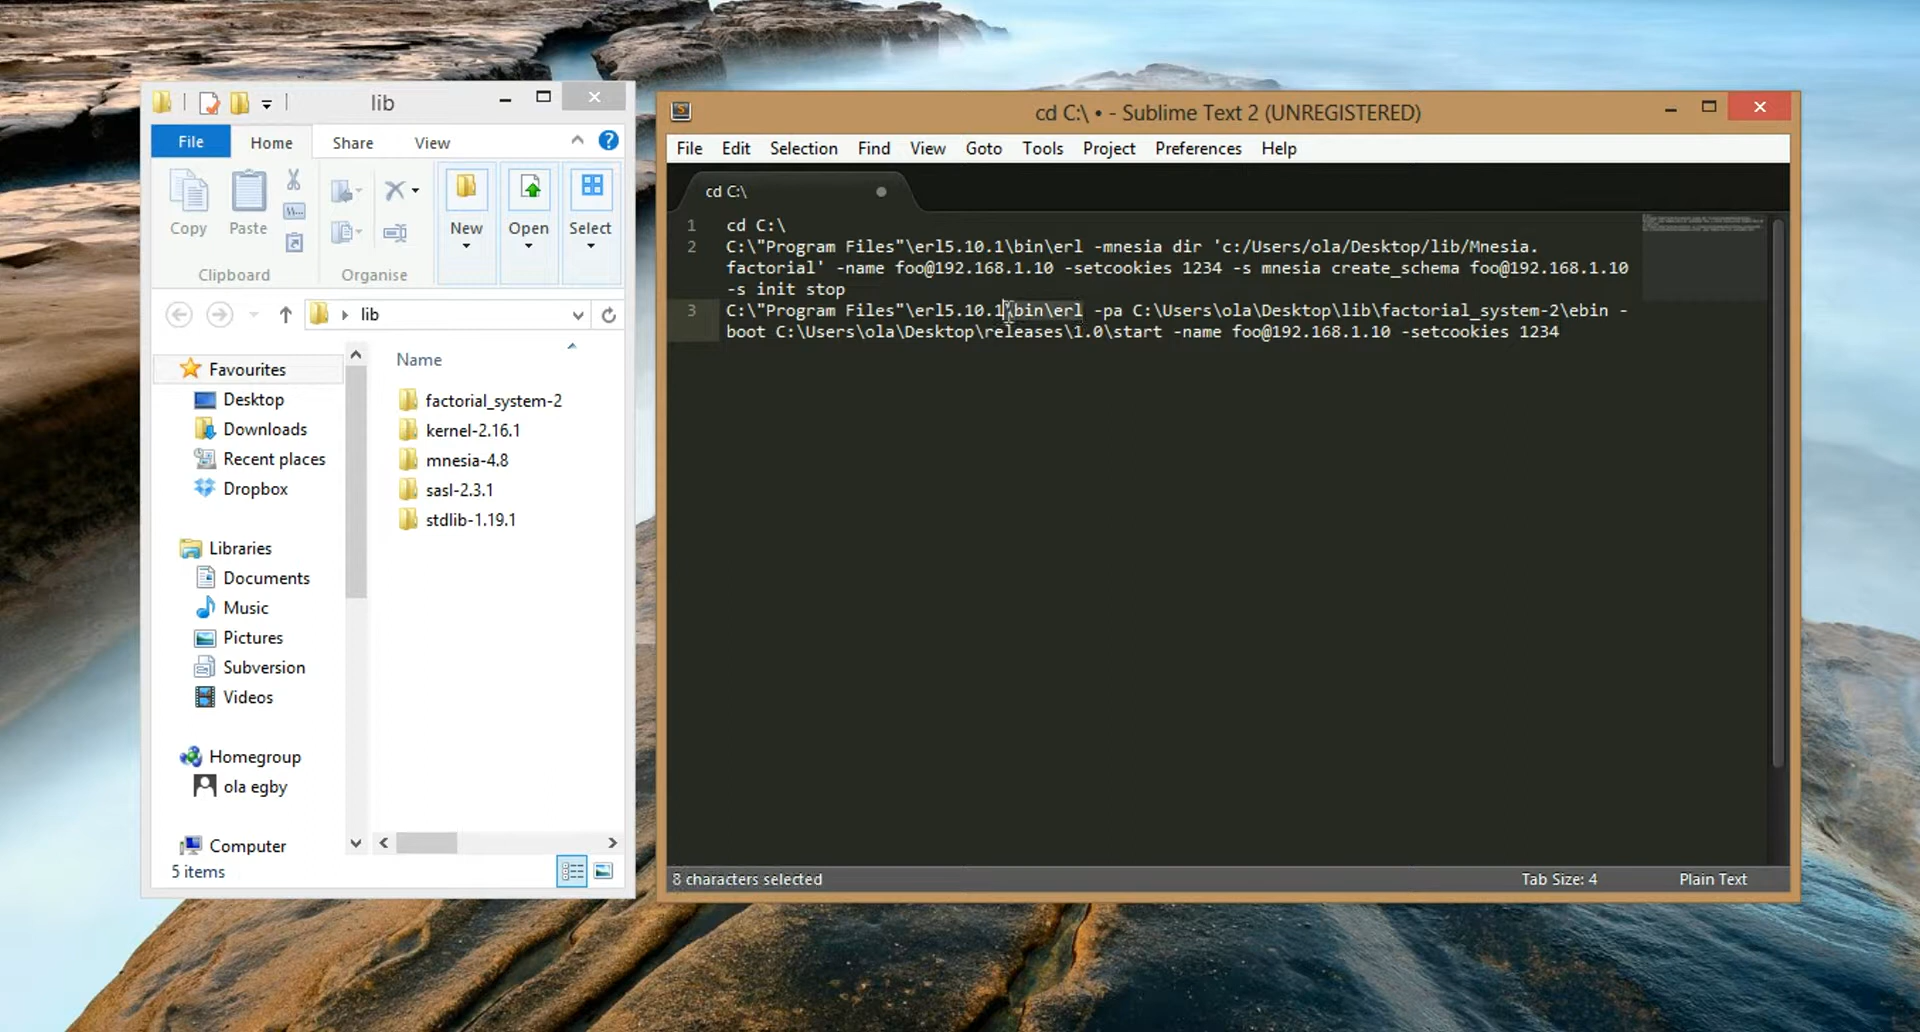 lib
File
Home
Share
View
Copy
Paste
New
Open
Select
Clipboard
Organise
lib
Name
Favourites
Desktop
Downloads
Recent places
Dropbox
Libraries
Documents
Music
Pictures
Subversion
Videos
Homegroup
ola egby
Computer
factorial_system-2
kernel-2.16.1
mnesia-4.8
sasl-2.3.1
stdlib-1.19.1
5 items
cd C:\ • - Sublime Text 2 (UNREGISTERED)
File Edit Selection Find View Goto Tools Project Preferences Help
cd C:\
1 cd C:\
2 C:\"Program Files"\erl5.10.1\bin\erl -mnesia dir 'c:/Users/ola/Desktop/lib/Mnesia.
factorial' -name foo@192.168.1.10 -setcookies 1234 -s mnesia create_schema foo@192.168.1.10
-s init stop
3 C:\"Program Files"\erl5.10.1\bin\erl -pa C:\Users\ola\Desktop\lib\factorial_system-2\ebin -
boot C:\Users\ola\Desktop\releases\1.0\start -name foo@192.168.1.10 -setcookies 1234
8 characters selected
Tab Size: 4
Plain Text